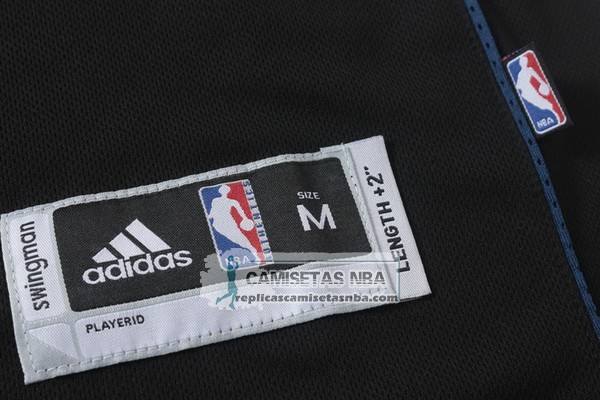 swingman
adidas
NBA
AUTHENTICS
SIZE
M
LENGTH +2"
PLAYERID
NBA
CAMISETAS NBA
replicascamisetasnba.com